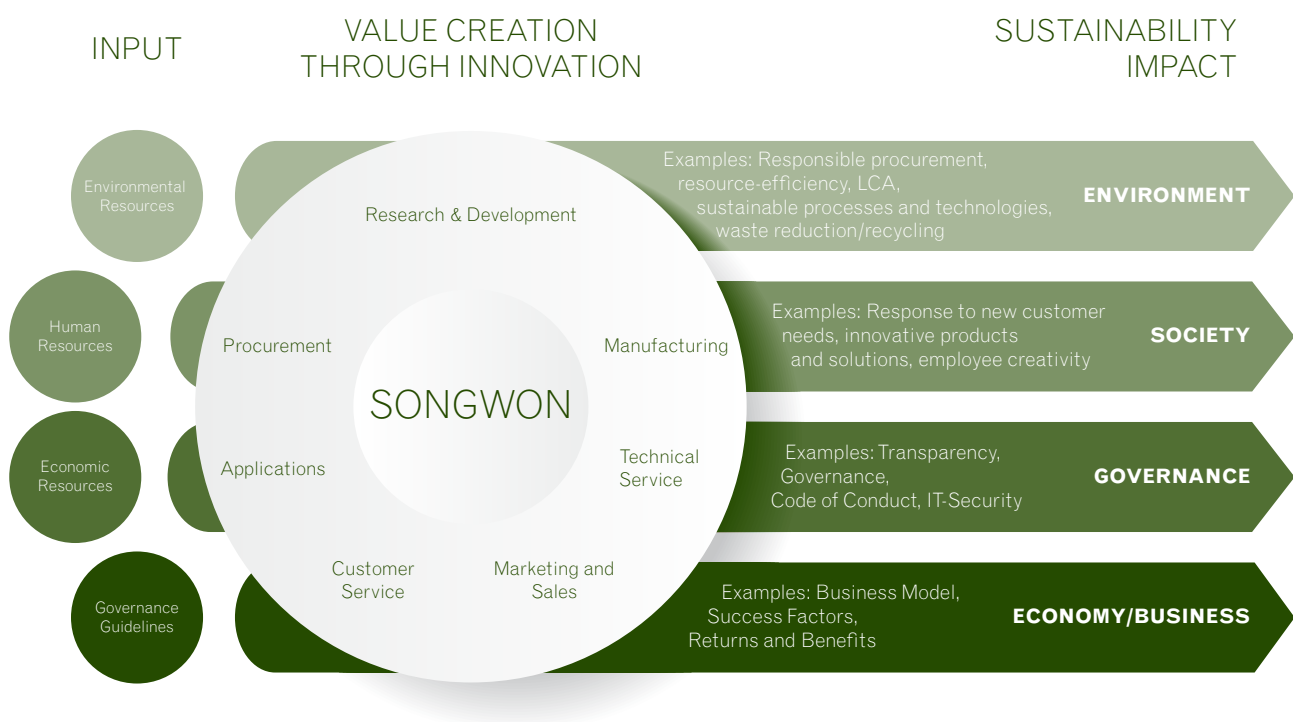 INPUT
VALUE CREATION
THROUGH INNOVATION
SUSTAINABILITY
IMPACT
Environmental
Resources
Human
Resources
Economic
Resources
Governance
Guidelines
Research & Development
Procurement
Manufacturing
SONGWON
Applications
Technical
Service
Customer
Service
Marketing and
Sales
Examples: Responsible procurement,
resource-efficiency, LCA,
sustainable processes and technologies,
waste reduction/recycling
ENVIRONMENT
Examples: Response to new customer
needs, innovative products
and solutions, employee creativity
SOCIETY
Examples: Transparency,
Governance,
Code of Conduct, IT-Security
GOVERNANCE
Examples: Business Model,
Success Factors,
Returns and Benefits
ECONOMY/BUSINESS